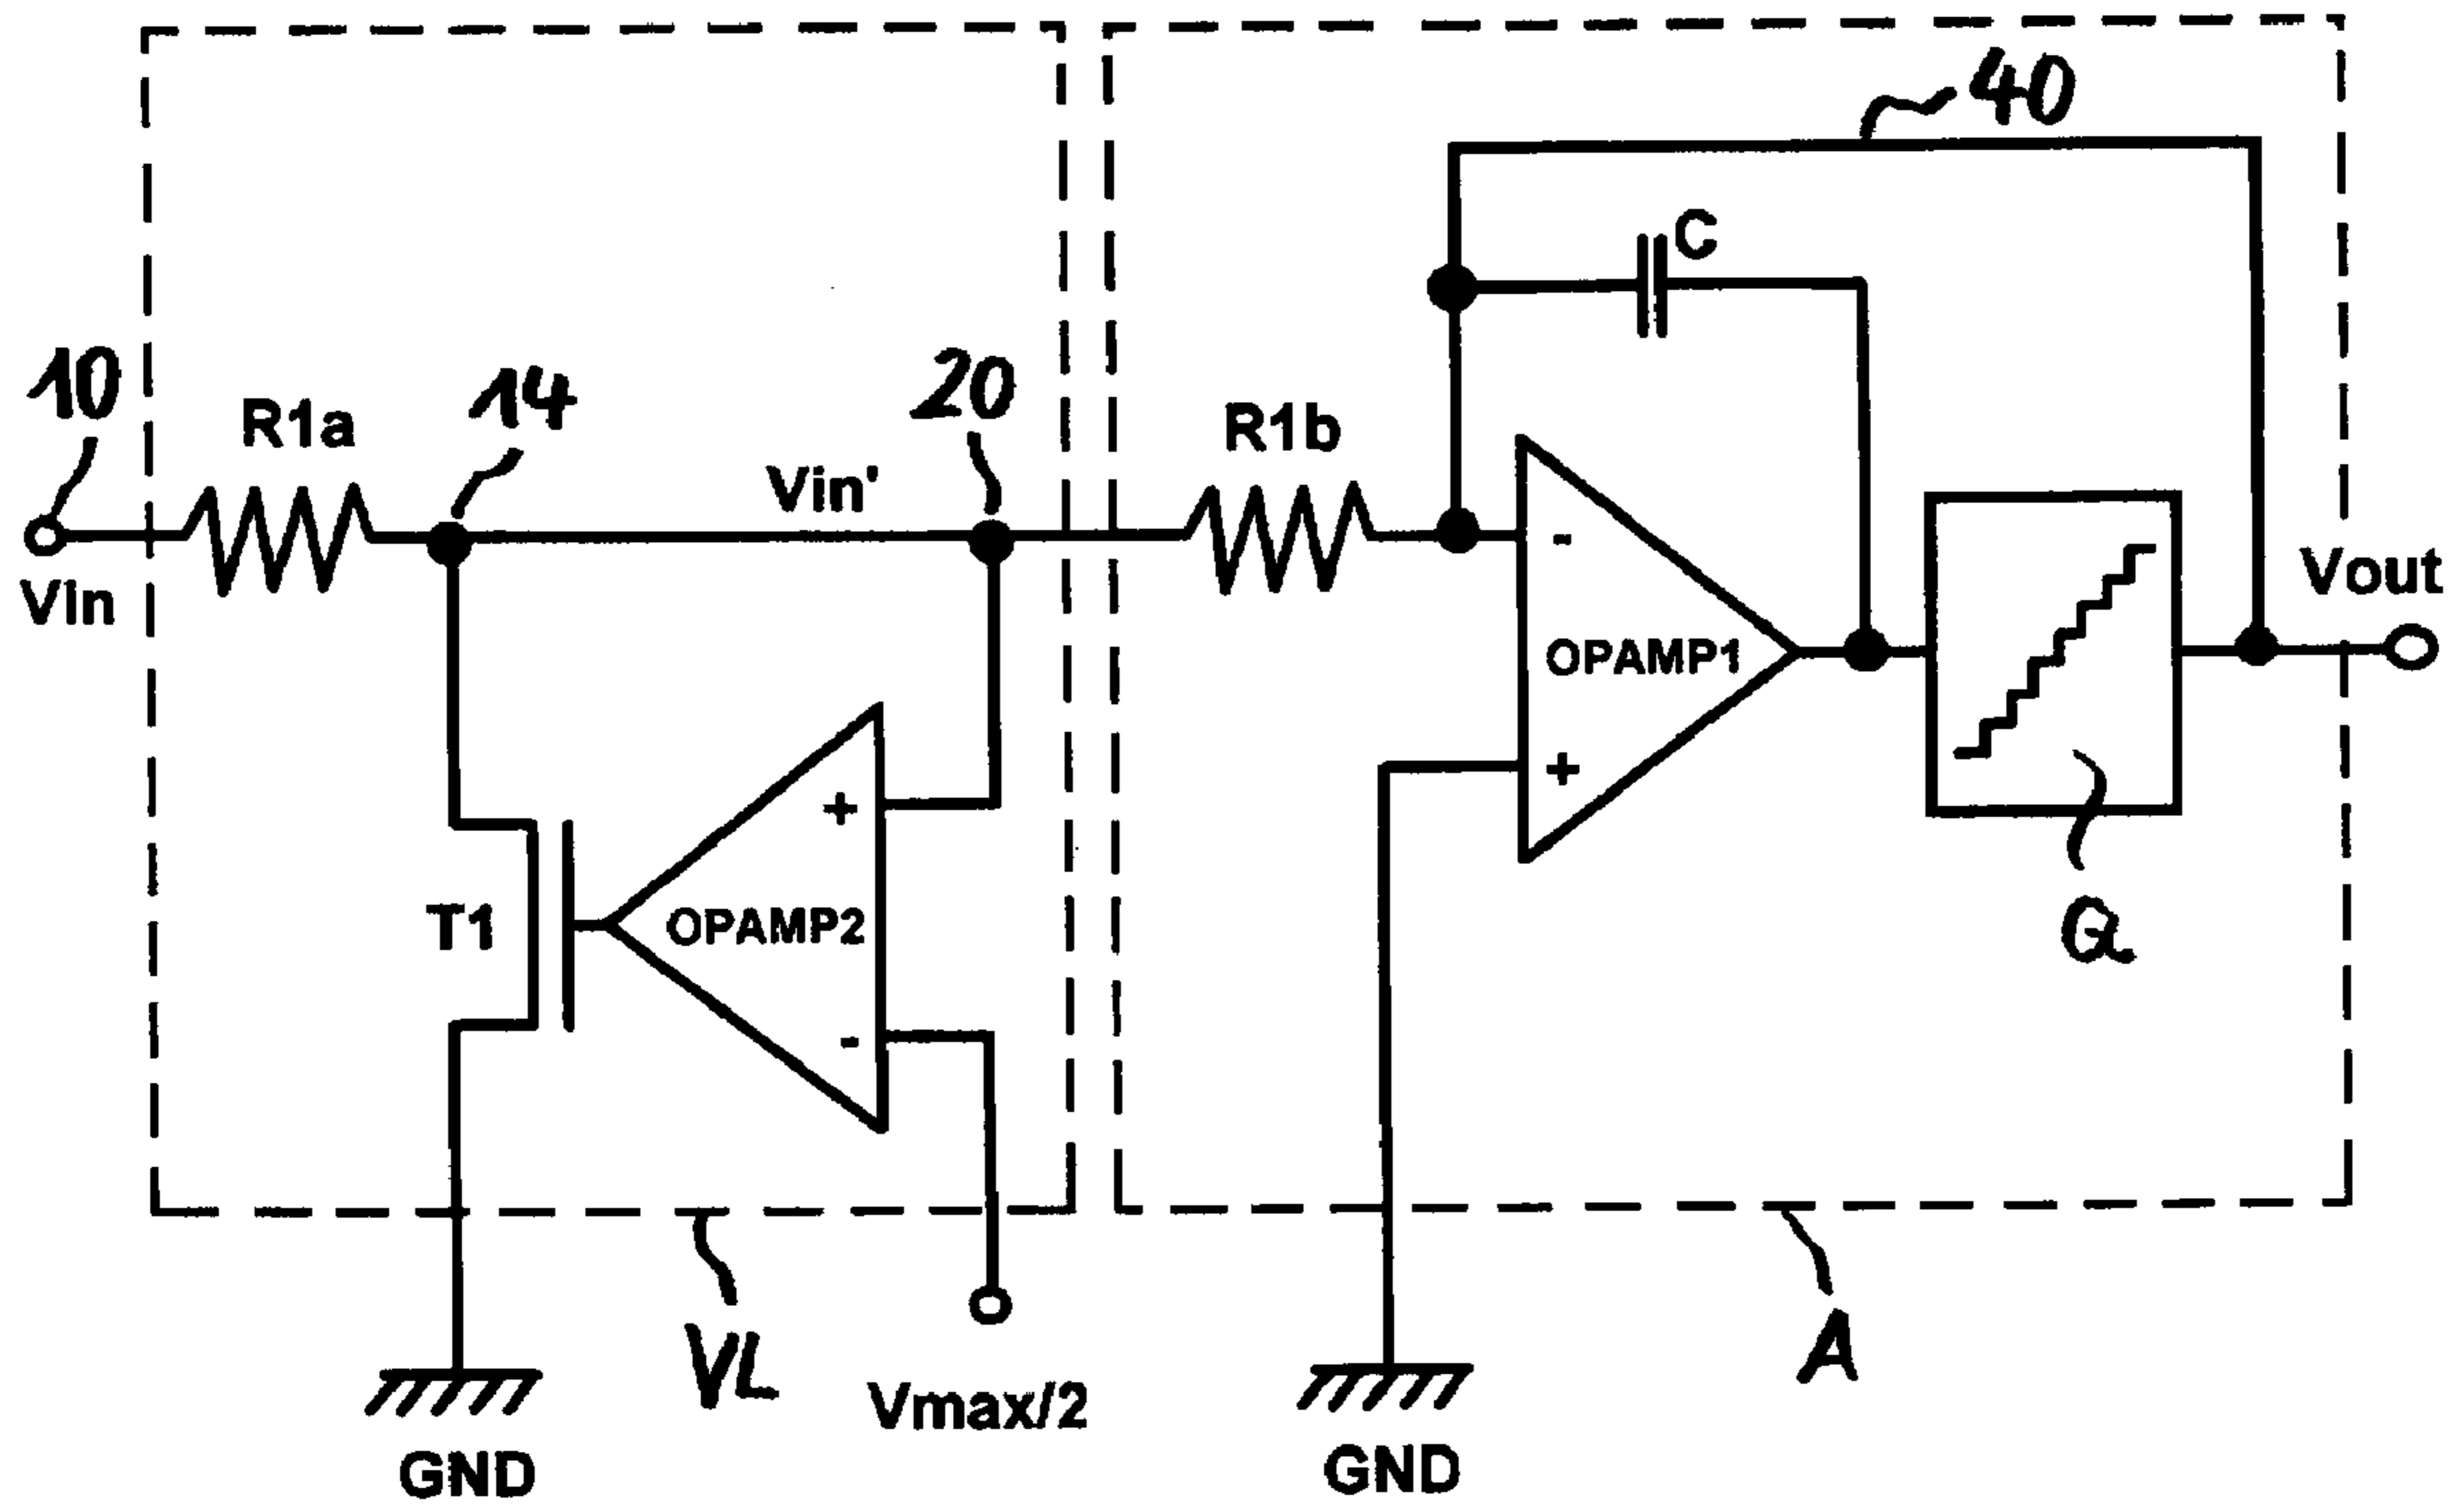 40
C
10
R1a
14
Vin'
20
R1b
-
Vin
OPAMP1
Vout
+
+
T1
OPAMP2
-
Q
VL
Vmax/2
A
GND
GND